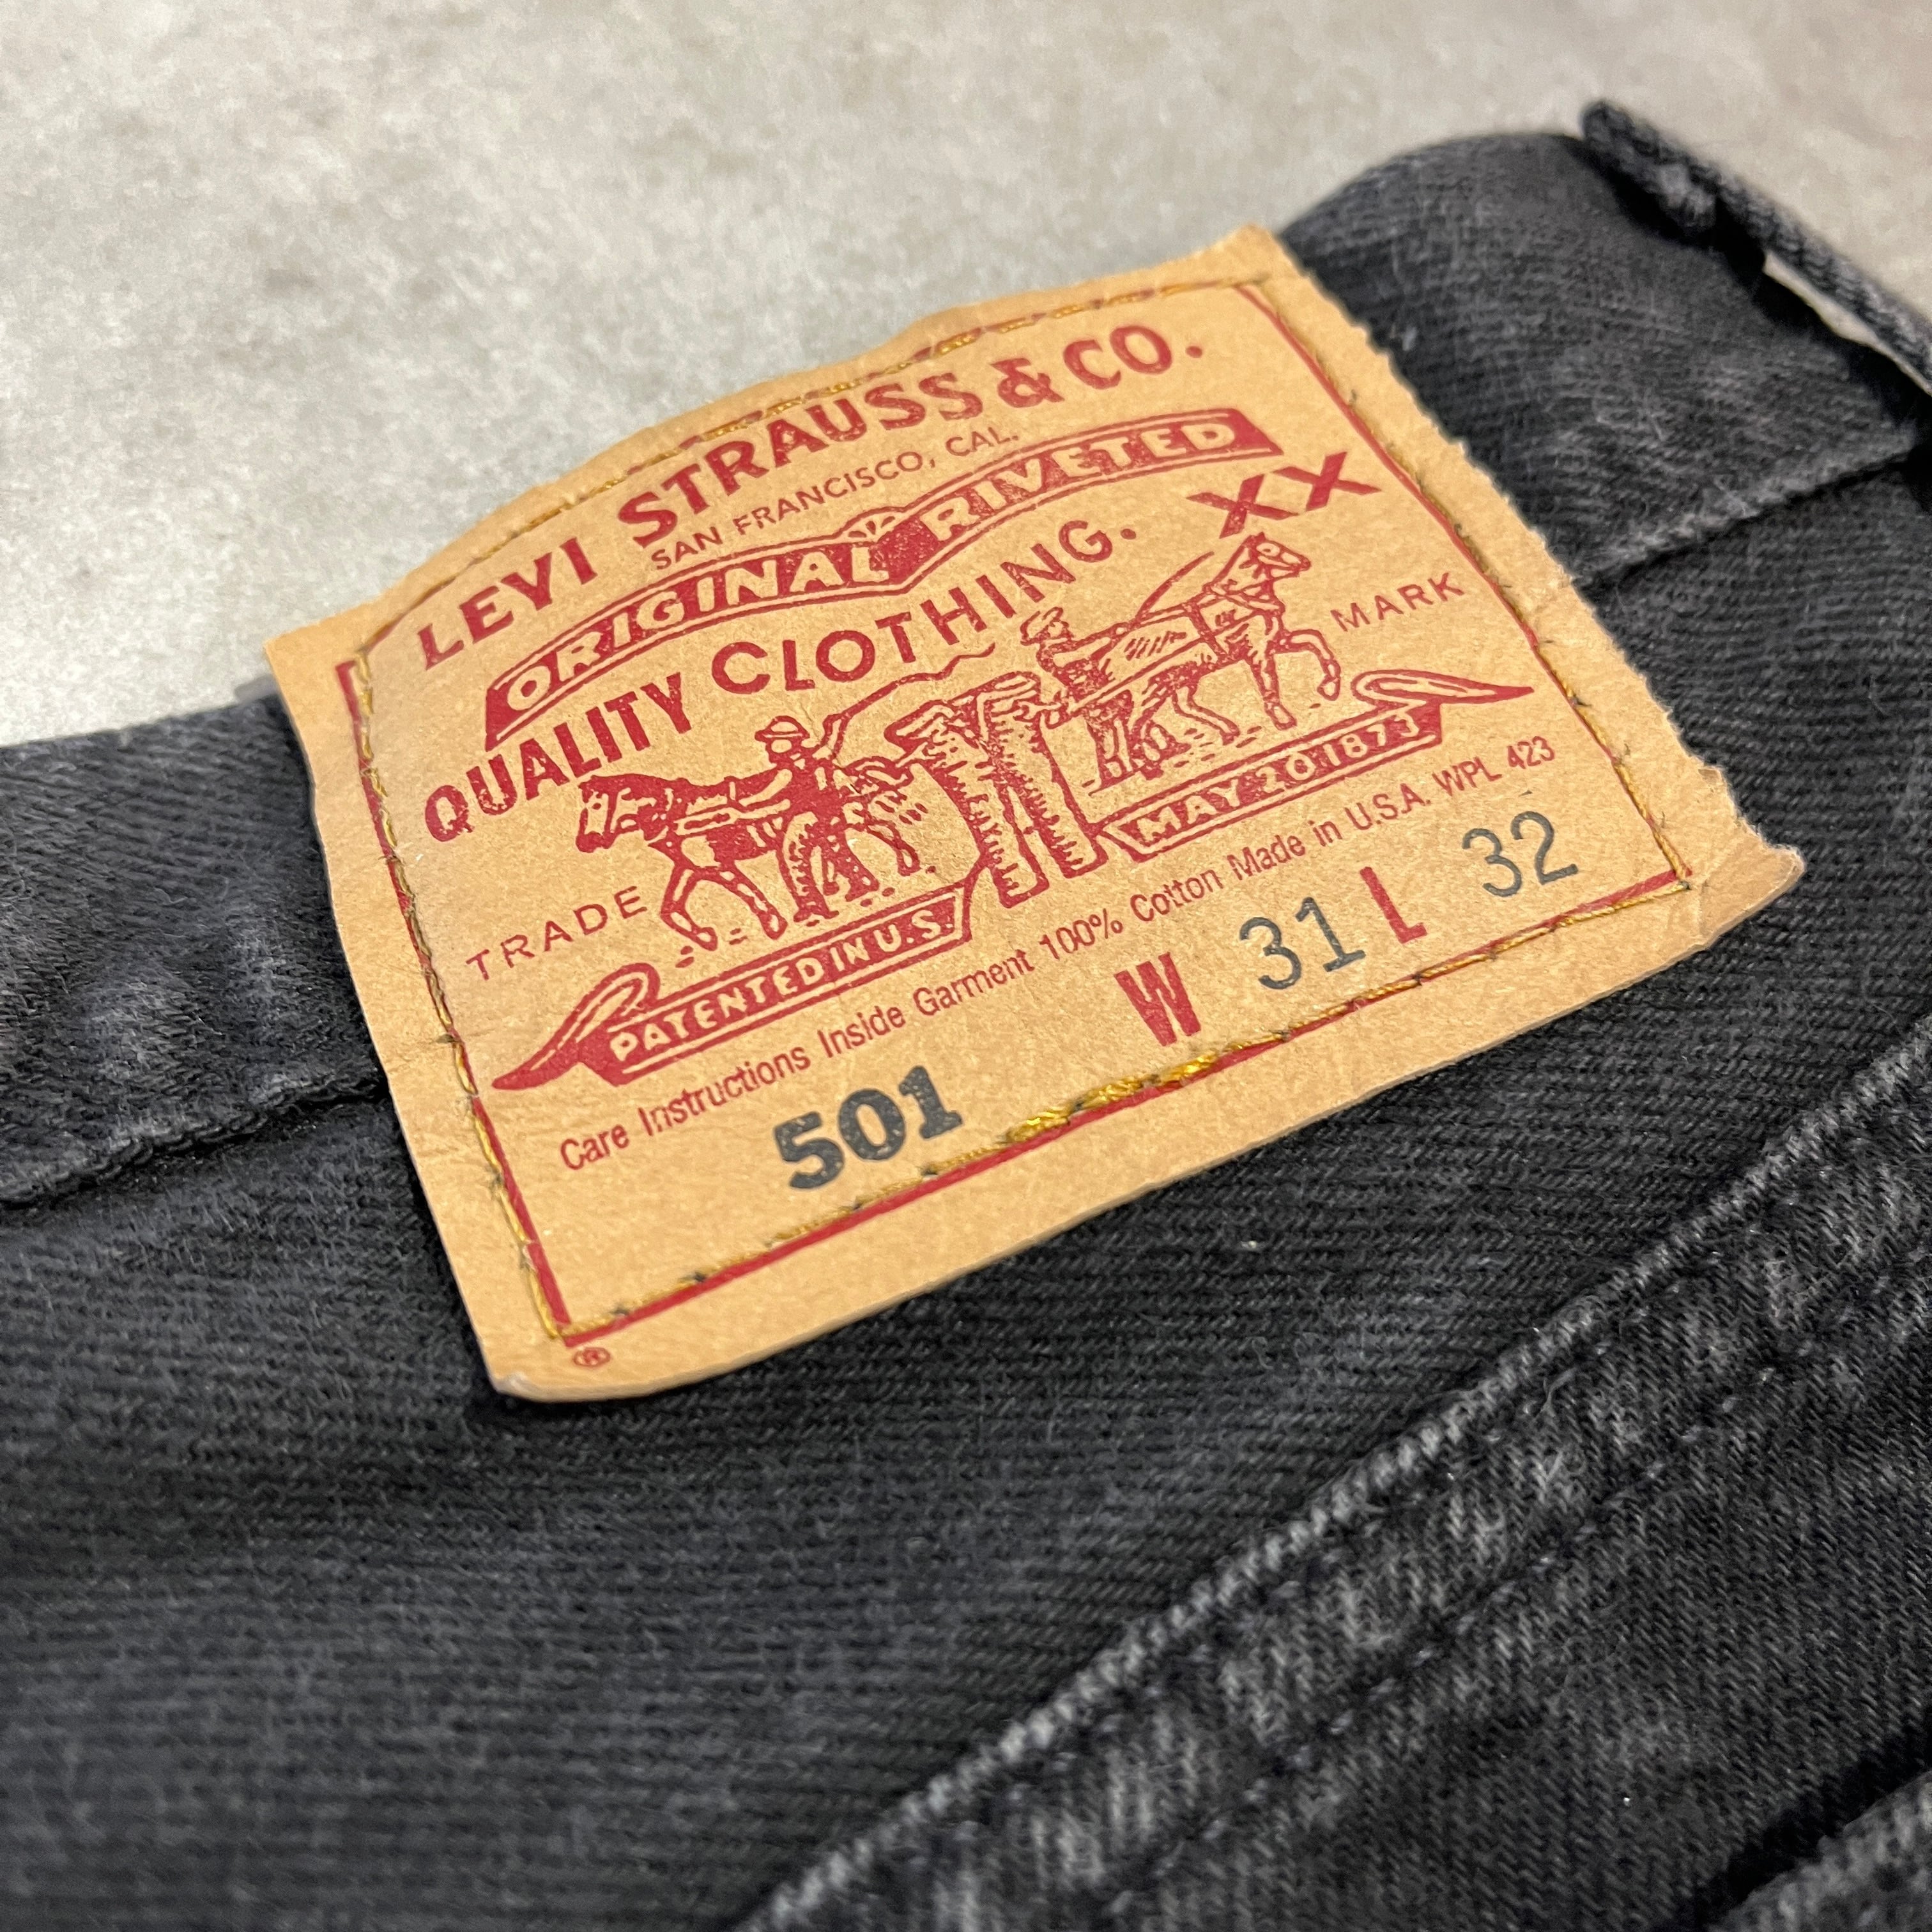 LEVI STRAUSS & CO.
SAN FRANCISCO, CAL.
ORIGINAL RIVETED
QUALITY CLOTHING. XX
TRADE MARK
PATENTED IN U.S. MAY 20 1873
Care Instructions Inside Garment 100% Cotton Made in U.S.A. WPL 423
501 W 31 L 32
®